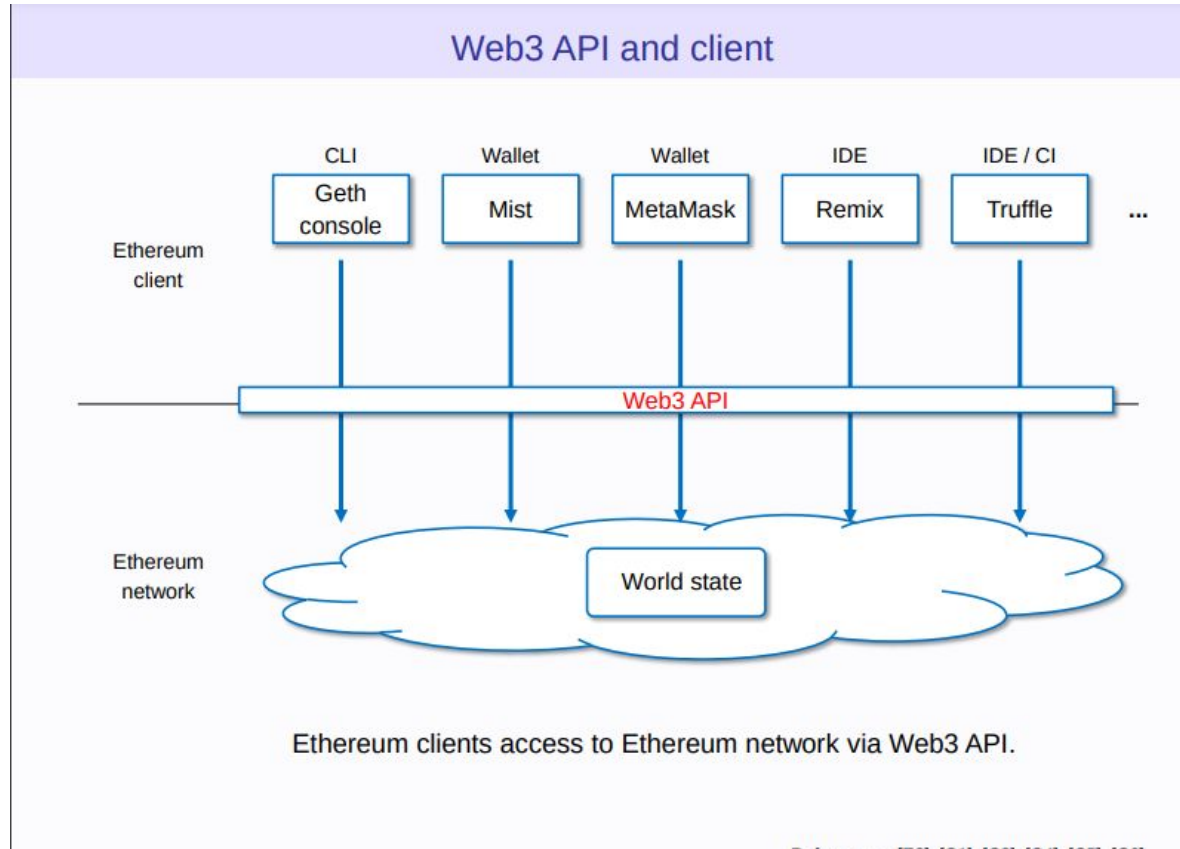 Web3 API and client
CLI
Wallet
Wallet
IDE
IDE / CI
Geth
console
Mist
MetaMask
Remix
Truffle
...
Ethereum
client
Web3 API
Ethereum
network
World state
Ethereum clients access to Ethereum network via Web3 API.